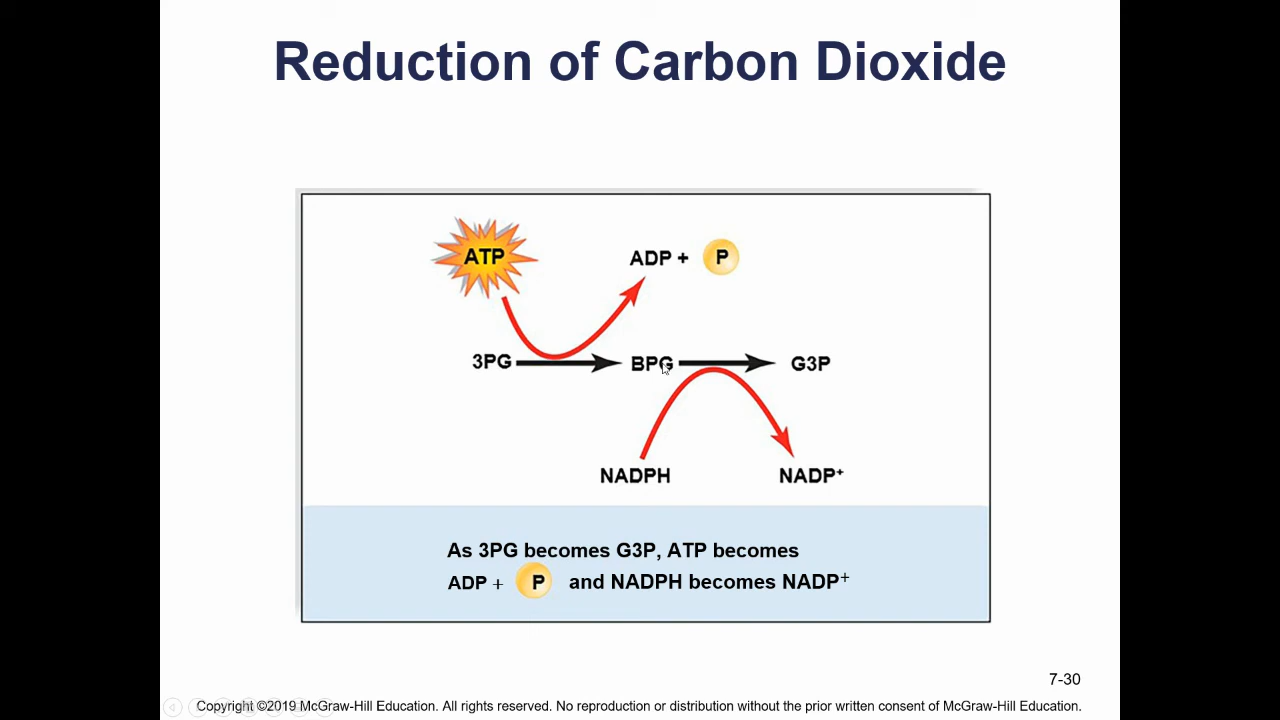 Reduction of Carbon Dioxide
ATP
ADP + P
3PG BPG G3P
NADPH NADP⁺
As 3PG becomes G3P, ATP becomes
ADP + P and NADPH becomes NADP⁺
7-30
Copyright ©2019 McGraw-Hill Education. All rights reserved. No reproduction or distribution without the prior written consent of McGraw-Hill Education.